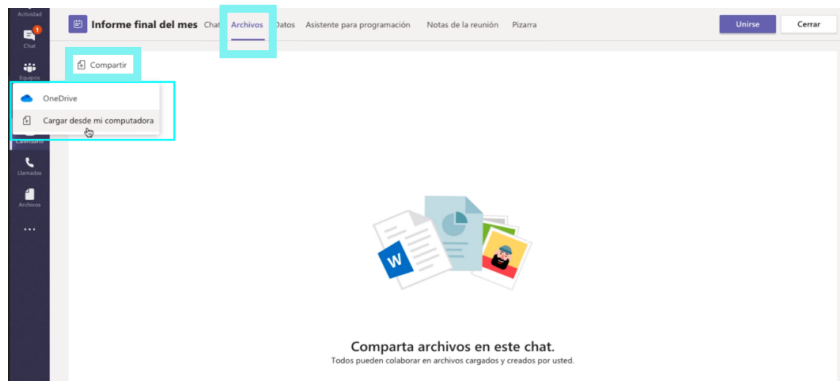 Actividad
Informe final del mes Chat Archivos Datos Asistente para programación Notas de la reunión Pizarra Unirse Cerrar
1
Chat
Compartir
Equipos
OneDrive
Cargar desde mi computadora
Calendario
Llamadas
Archivos
W
Comparta archivos en este chat.
Todos pueden colaborar en archivos cargados y creados por usted.